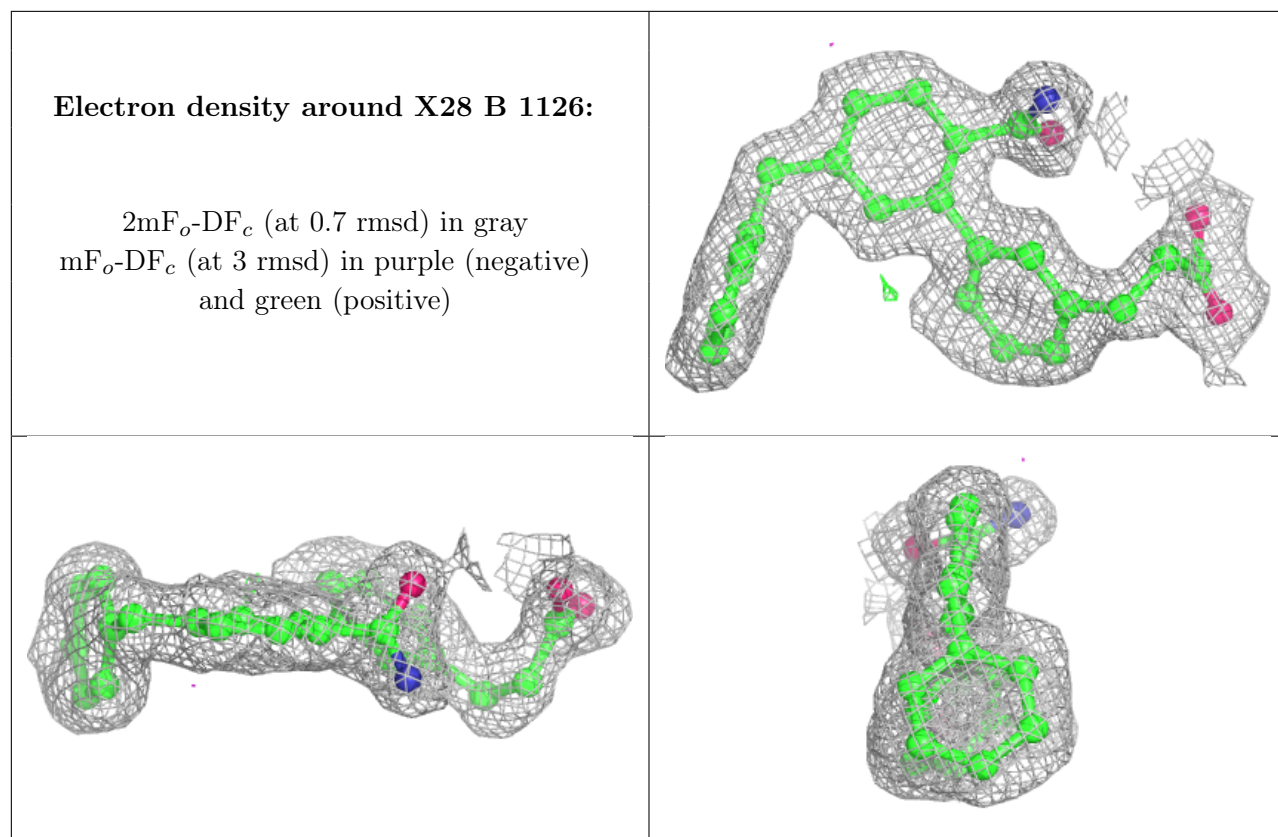 Electron density around X28 B 1126:
2mFo-DFc (at 0.7 rmsd) in gray
mFo-DFc (at 3 rmsd) in purple (negative)
and green (positive)